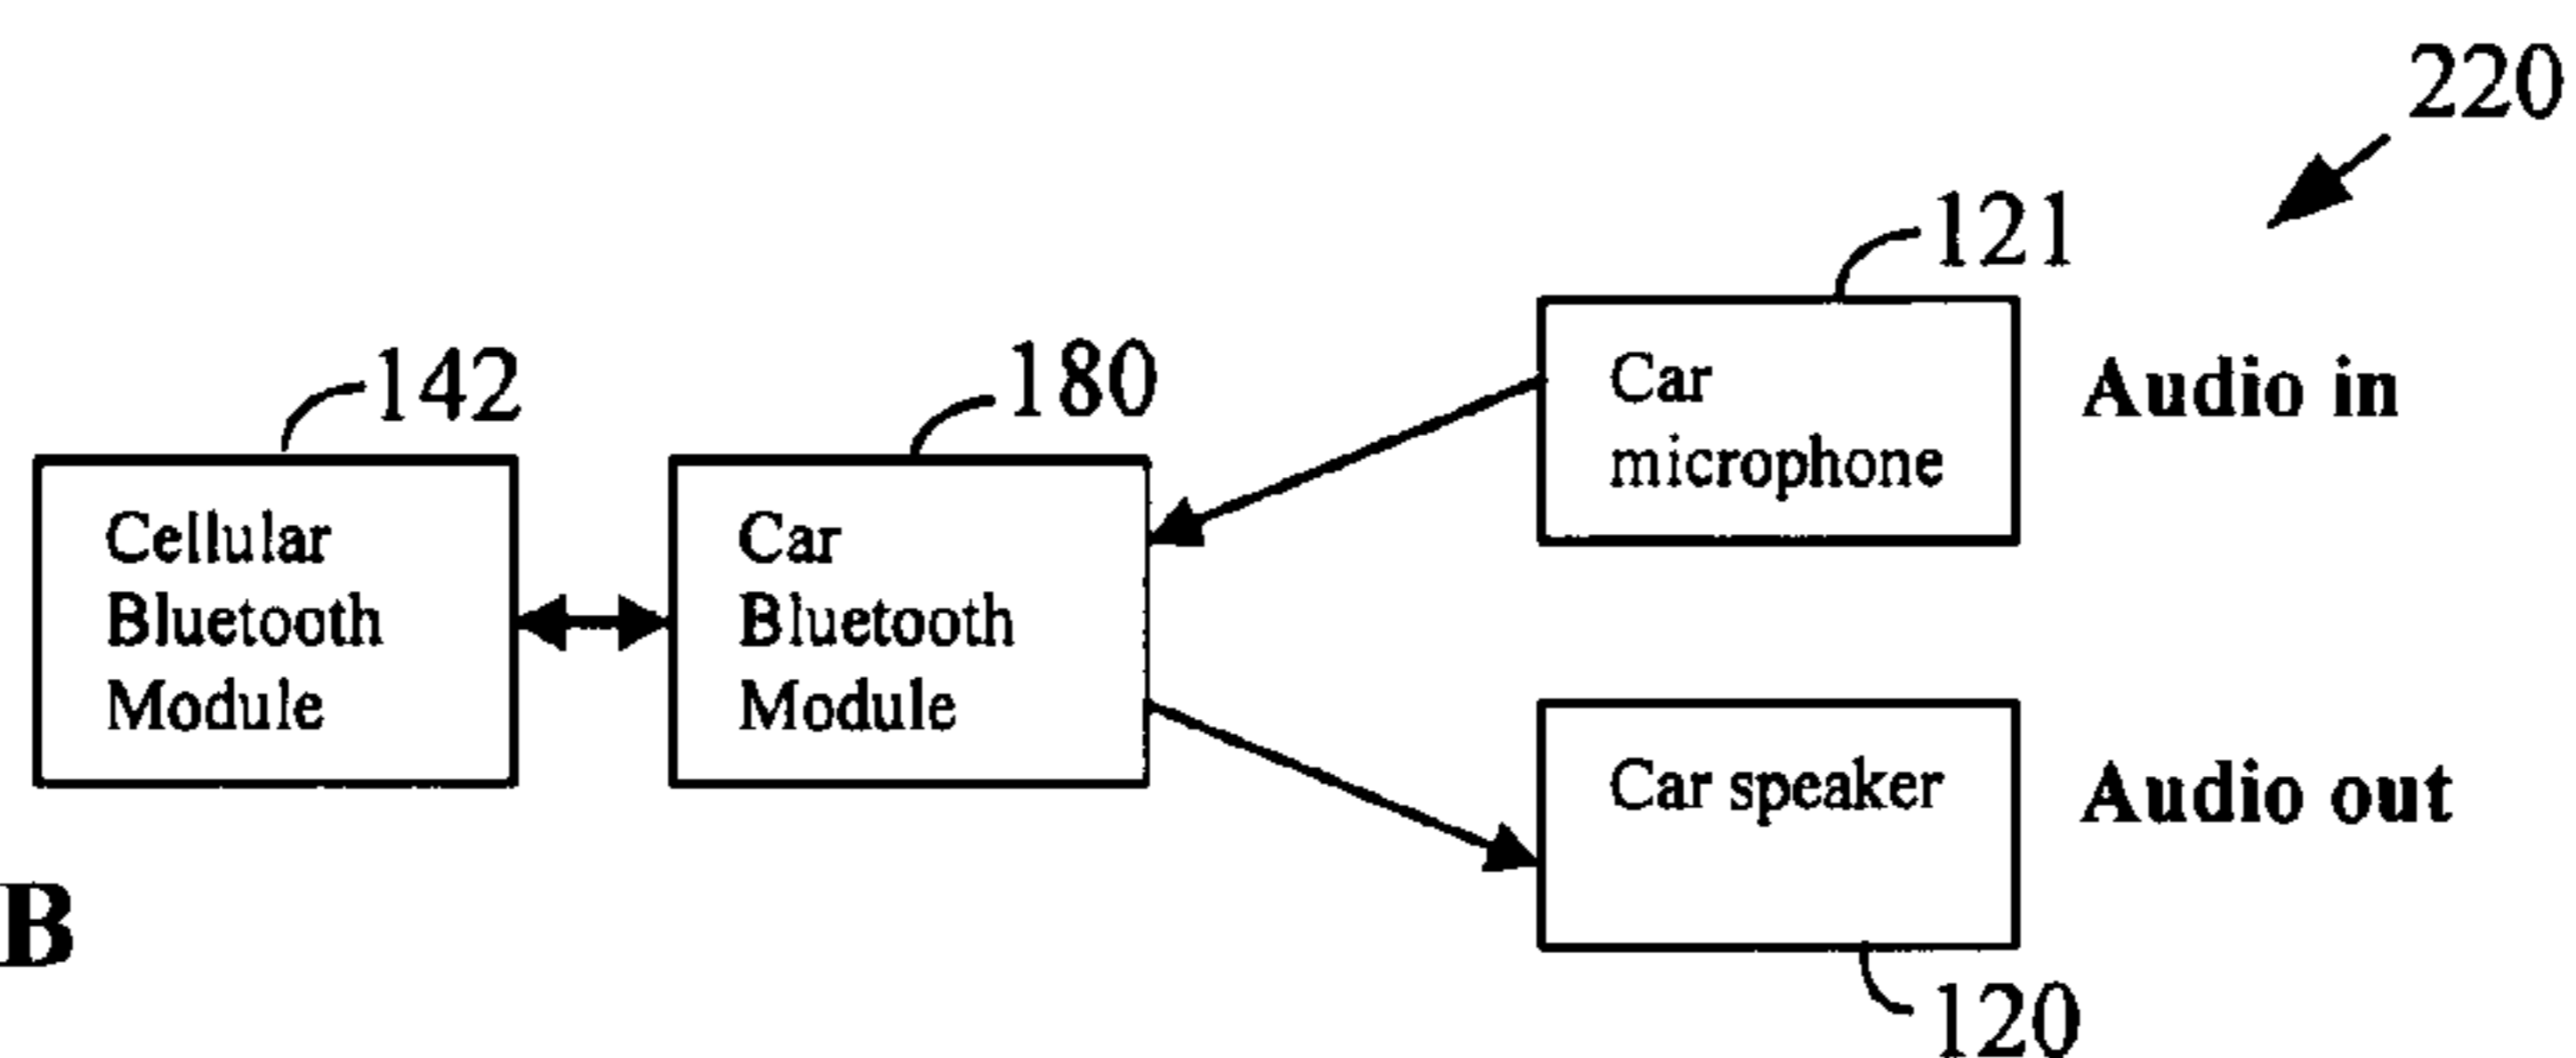 220
121
Car
microphone
Audio in
142
180
Cellular
Bluetooth
Module
Car
Bluetooth
Module
Car speaker
Audio out
B
120